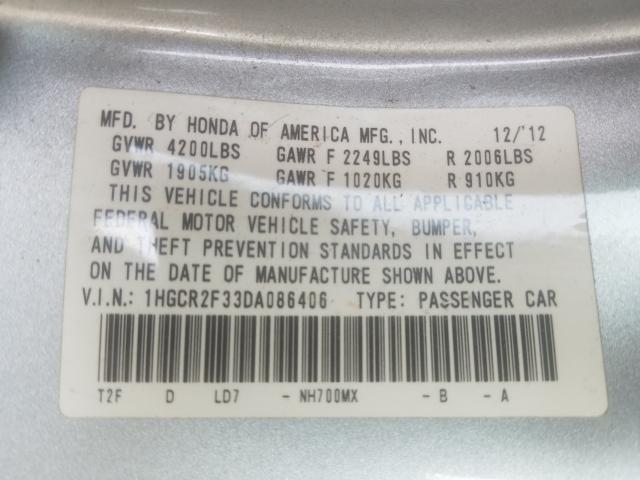 MFD. BY HONDA OF AMERICA MFG., INC. 12/'12
GVWR 4200LBS GAWR F 2249LBS R 2006LBS
GVWR 1905KG GAWR F 1020KG R 910KG
THIS VEHICLE CONFORMS TO ALL APPLICABLE
FEDERAL MOTOR VEHICLE SAFETY, BUMPER,
AND THEFT PREVENTION STANDARDS IN EFFECT
ON THE DATE OF MANUFACTURE SHOWN ABOVE.
V.I.N.: 1HGCR2F33DA086406 TYPE: PASSENGER CAR
T2F D LD7 - NH700MX - B - A